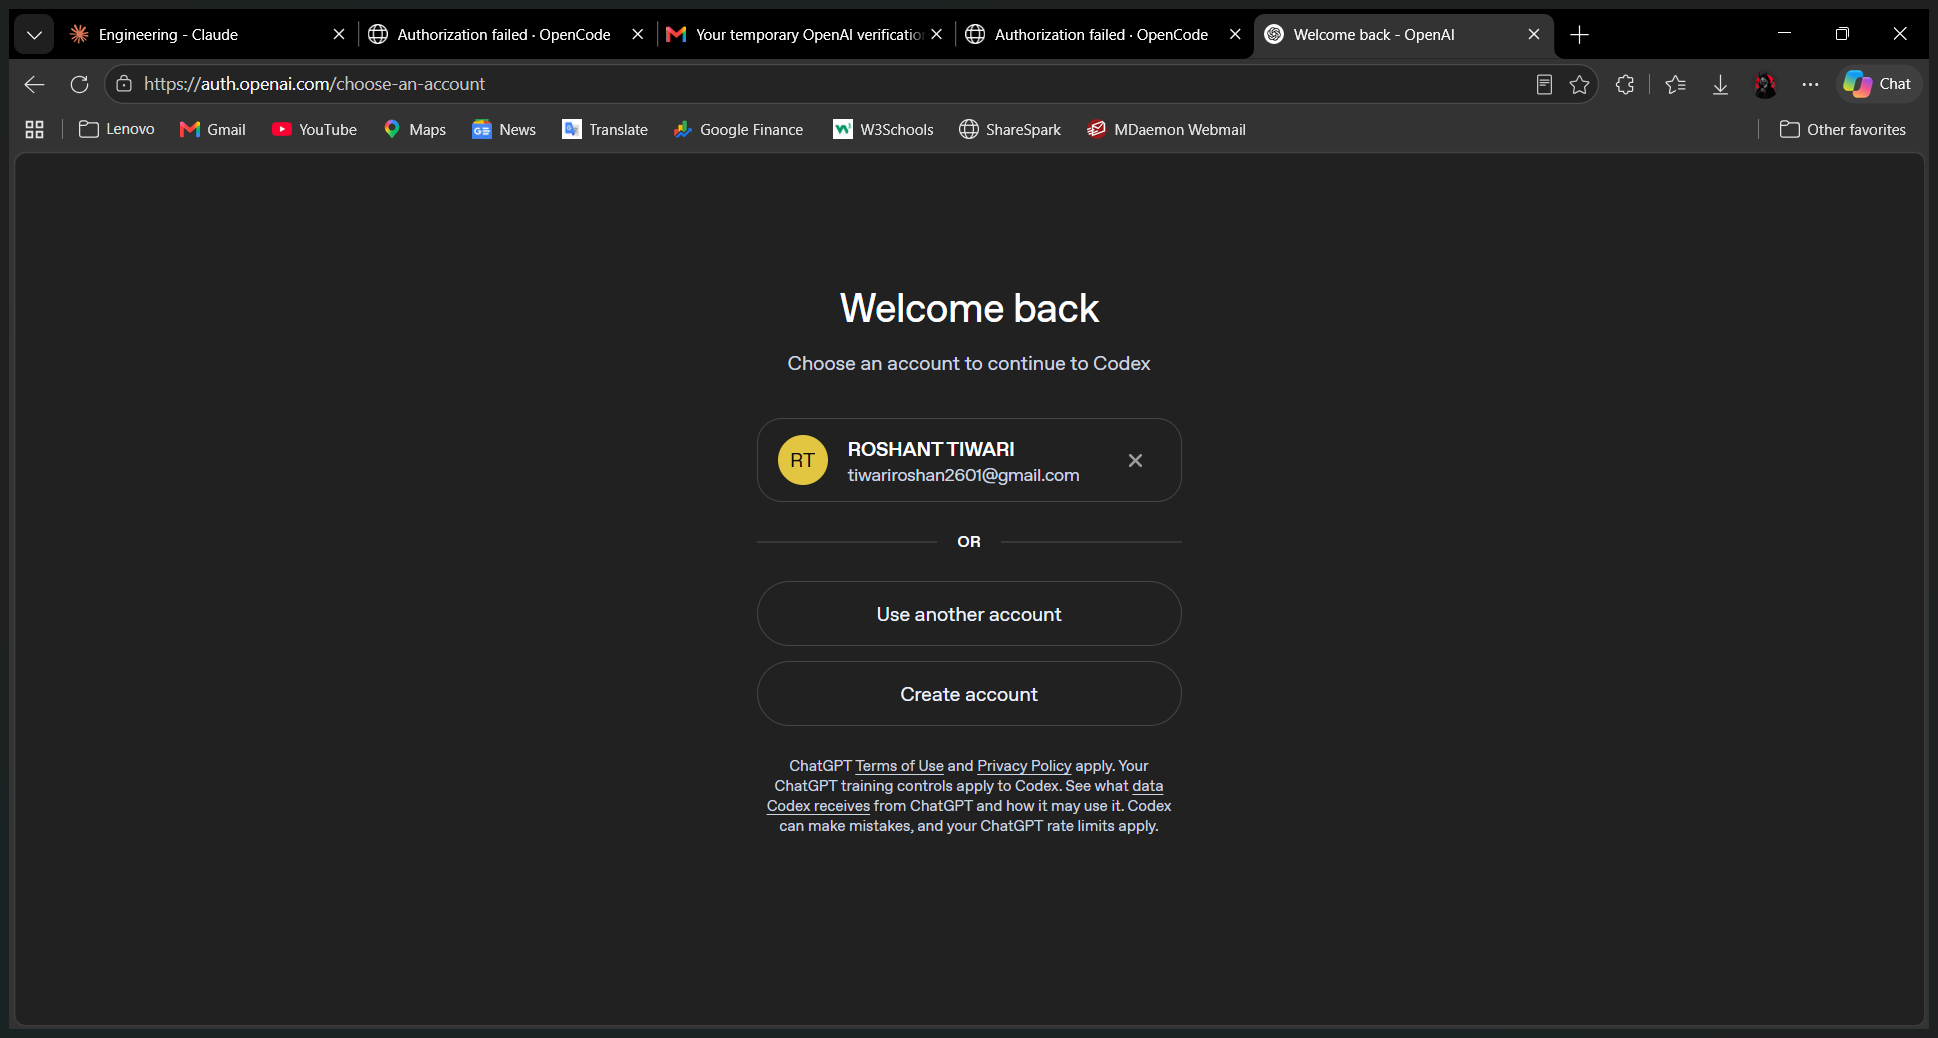 Engineering - Claude
Authorization failed · OpenCode
Your temporary OpenAI verificatio
Authorization failed · OpenCode
Welcome back - OpenAI
https://auth.openai.com/choose-an-account
Chat
Lenovo
Gmail
YouTube
Maps
News
Translate
Google Finance
W3Schools
ShareSpark
MDaemon Webmail
Other favorites
Welcome back
Choose an account to continue to Codex
RT
ROSHANT TIWARI
tiwariroshan2601@gmail.com
OR
Use another account
Create account
ChatGPT Terms of Use and Privacy Policy apply. Your
ChatGPT training controls apply to Codex. See what data
Codex receives from ChatGPT and how it may use it. Codex
can make mistakes, and your ChatGPT rate limits apply.